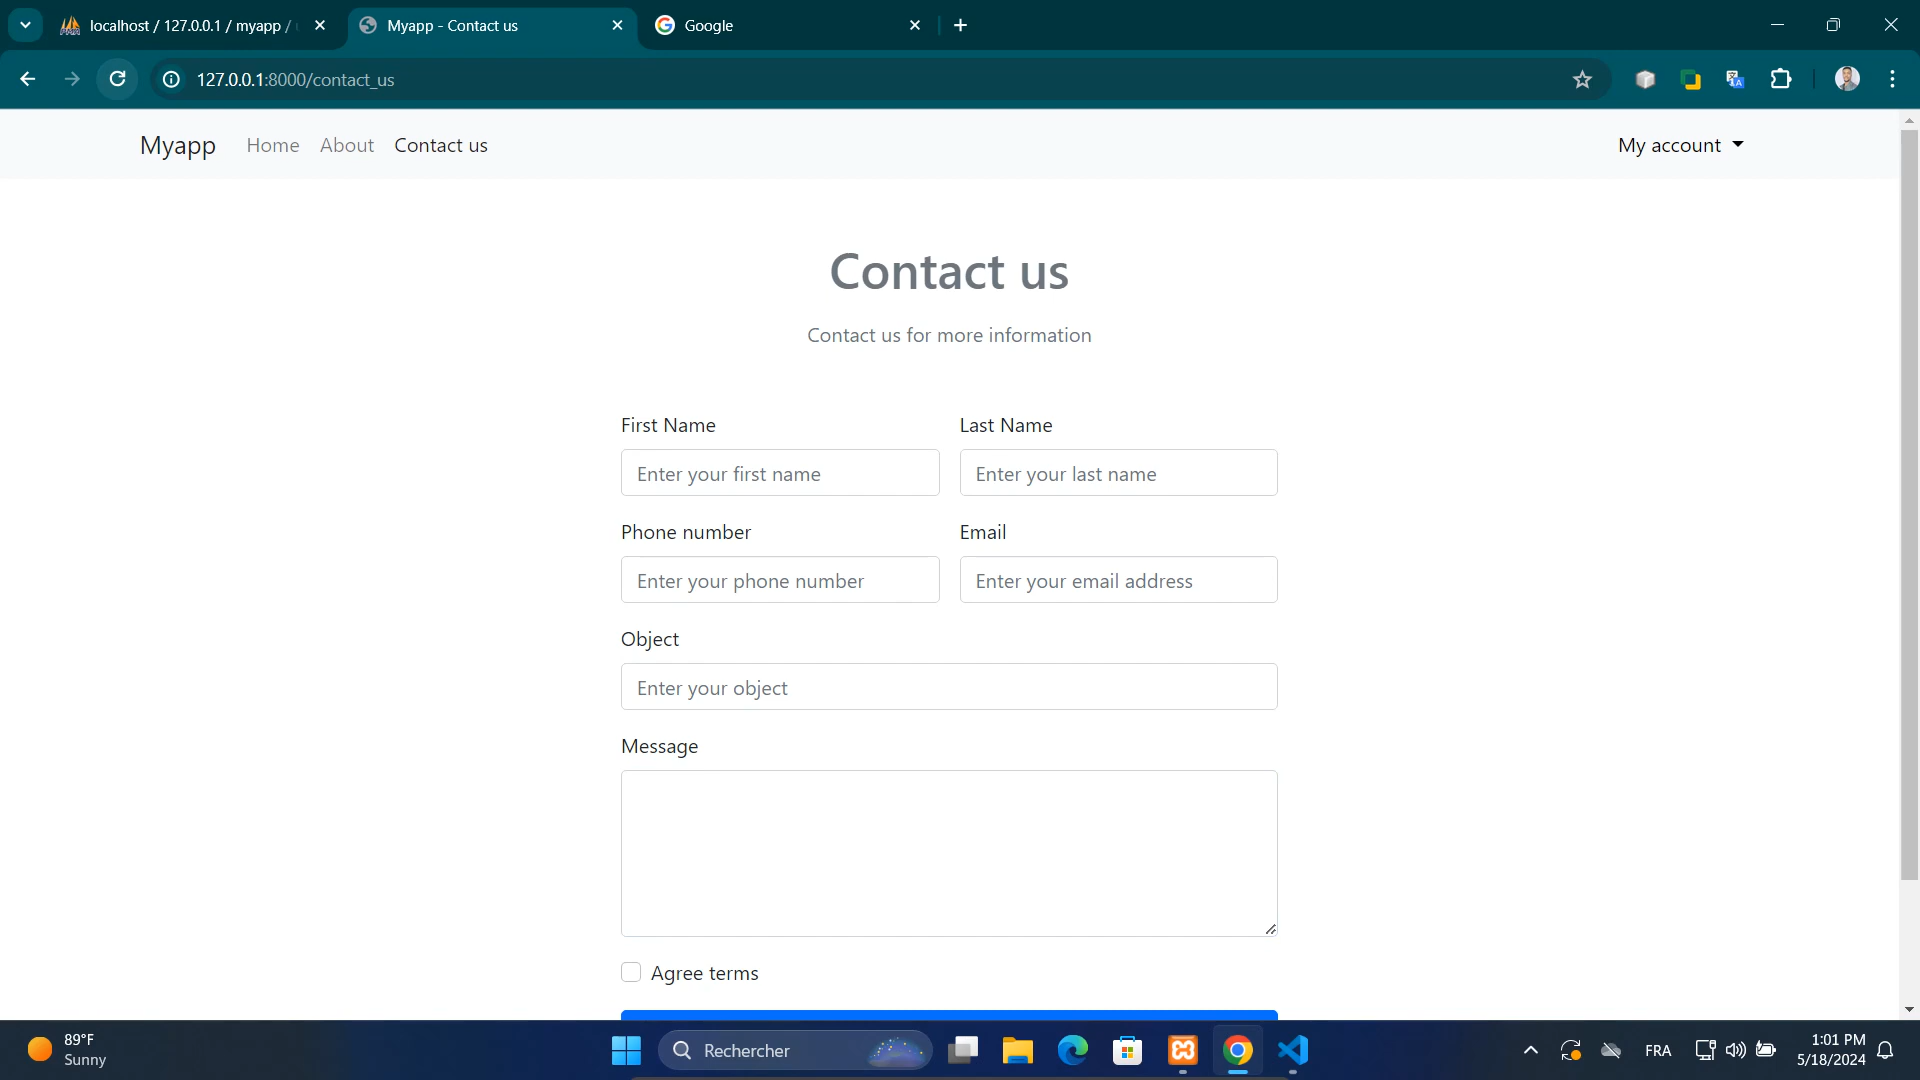 localhost / 127.0.0.1 / myapp /
Myapp - Contact us
Google
127.0.0.1:8000/contact_us
Myapp
Home
About
Contact us
My account
Contact us
Contact us for more information
First Name
Last Name
Enter your first name
Enter your last name
Phone number
Email
Enter your phone number
Enter your email address
Object
Enter your object
Message
Agree terms
89°F
Sunny
Rechercher
FRA
1:01 PM
5/18/2024